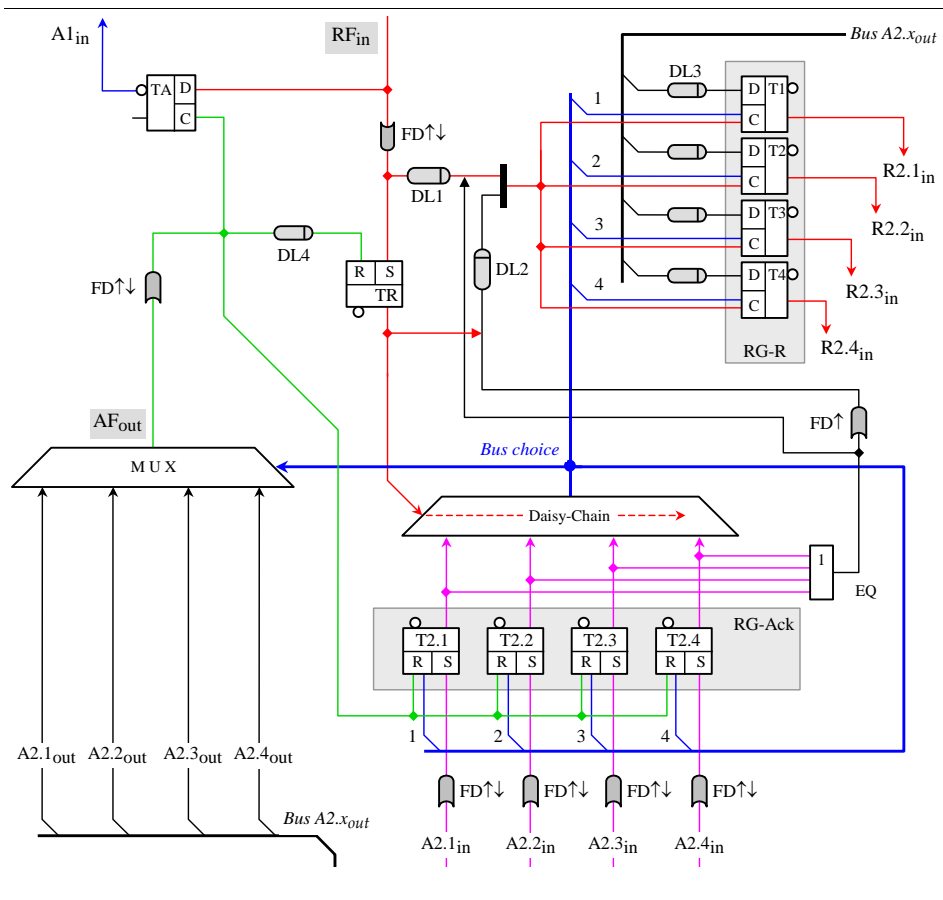 A1in
RFin
Bus A2.xout
TA D
C
FD↑↓
DL1
DL3
1
2
3
4
D T1
C
D T2
C
D T3
C
D T4
C
RG-R
R2.1in
R2.2in
R2.3in
R2.4in
DL4
DL2
R S
TR
FD↑↓
FD↑
AFout
MUX
Bus choice
Daisy-Chain
1
EQ
RG-Ack
T2.1
R S
T2.2
R S
T2.3
R S
T2.4
R S
1
2
3
4
A2.1out
A2.2out
A2.3out
A2.4out
FD↑↓
FD↑↓
FD↑↓
FD↑↓
Bus A2.xout
A2.1in
A2.2in
A2.3in
A2.4in